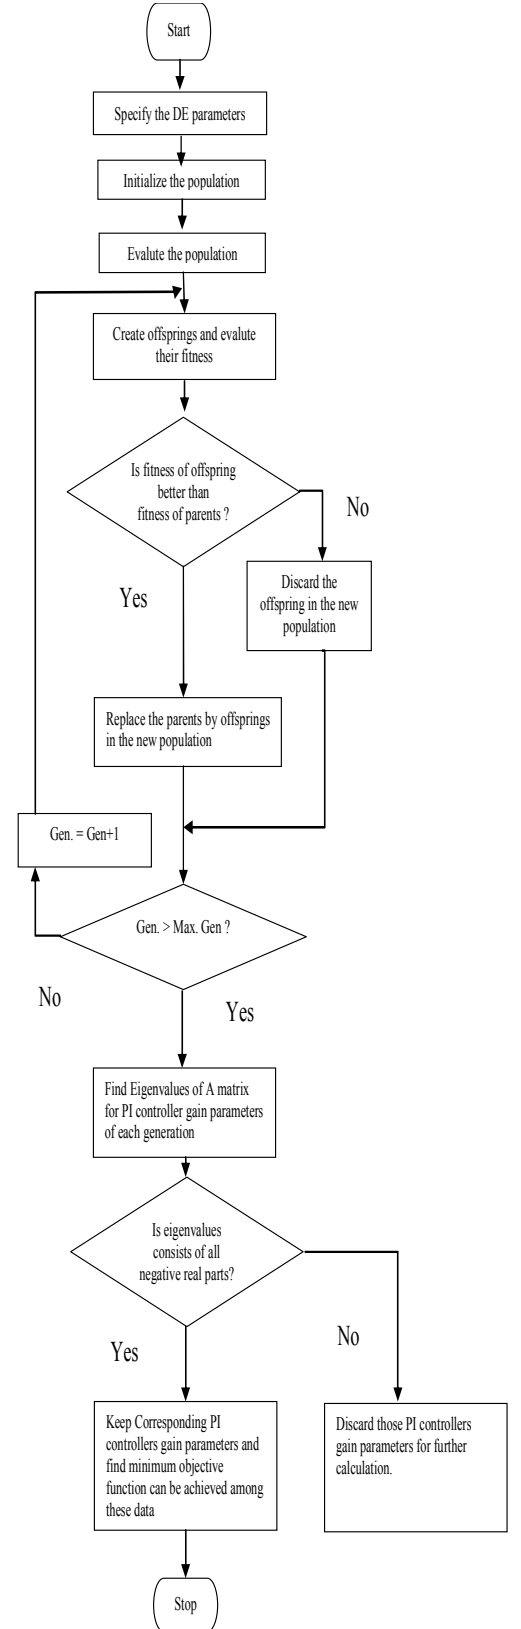 Start
Specify the DE parameters
Initialize the population
Evalute the population
Create offsprings and evalute
their fitness
Is fitness of offspring
better than
fitness of parents ?
No
Yes
Discard the
offspring in the new
population
Replace the parents by offsprings
in the new population
Gen. = Gen+1
Gen. > Max. Gen ?
No
Yes
Find Eigenvalues of A matrix
for PI controller gain parameters
of each generation
Is eigenvalues
consists of all
negative real parts?
No
Yes
Keep Corresponding PI
controllers gain parameters and
find minimum objective
function can be achieved among
these data
Discard those PI controllers
gain parameters for further
calculation.
Stop